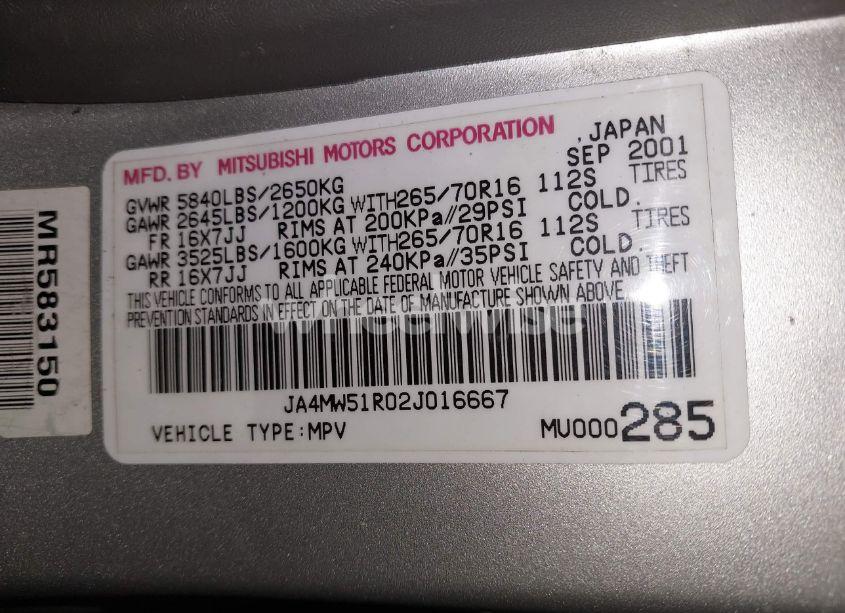 MFD. BY MITSUBISHI MOTORS CORPORATION ,JAPAN
SEP 2001
GVWR 5840LBS/2650KG
GAWR 2645LBS/1200KG WITH265/70R16 112S TIRES
FR 16X7JJ RIMS AT 200KPa//29PSI COLD.
GAWR 3525LBS/1600KG WITH265/70R16 112S TIRES
RR 16X7JJ RIMS AT 240KPa//35PSI COLD.
THIS VEHICLE CONFORMS TO ALL APPLICABLE FEDERAL MOTOR VEHICLE SAFETY AND THEFT
PREVENTION STANDARDS IN EFFECT ON THE DATE OF MANUFACTURE SHOWN ABOVE.
wheelwise
JA4MW51R02J016667
VEHICLE TYPE:MPV MV000285
MR583150